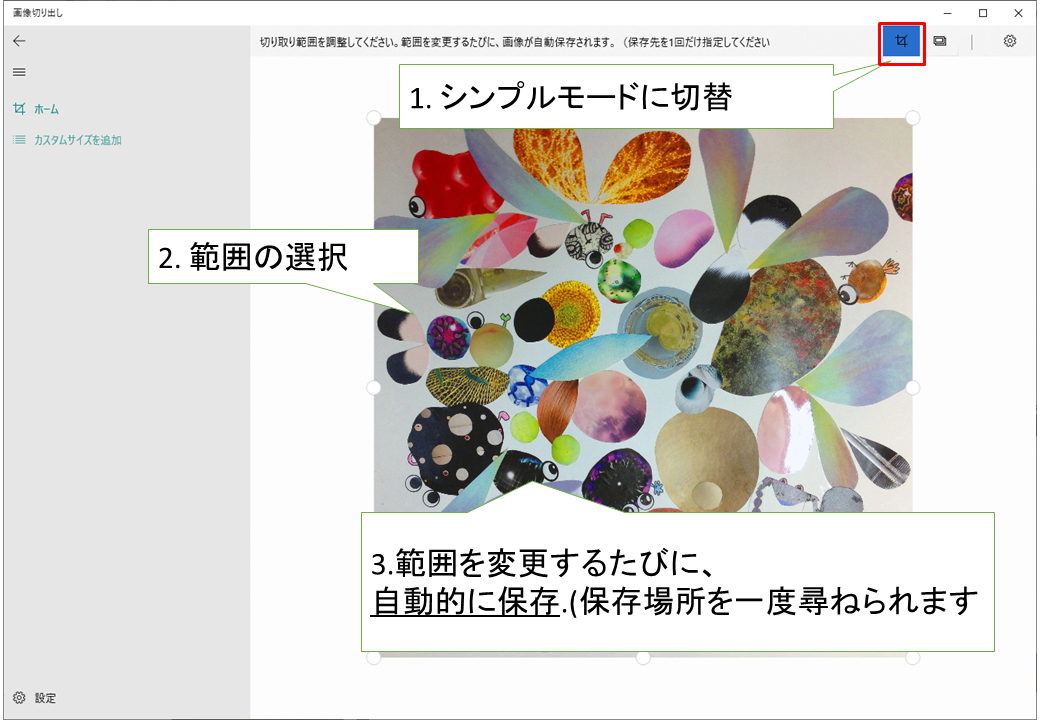 画像切り出し
切り取り範囲を調整してください。範囲を変更するたびに、画像が自動保存されます。（保存先を1回だけ指定してください
1. シンプルモードに切替
ホーム
カスタムサイズを追加
2. 範囲の選択
3.範囲を変更するたびに、
自動的に保存.(保存場所を一度尋ねられます
設定